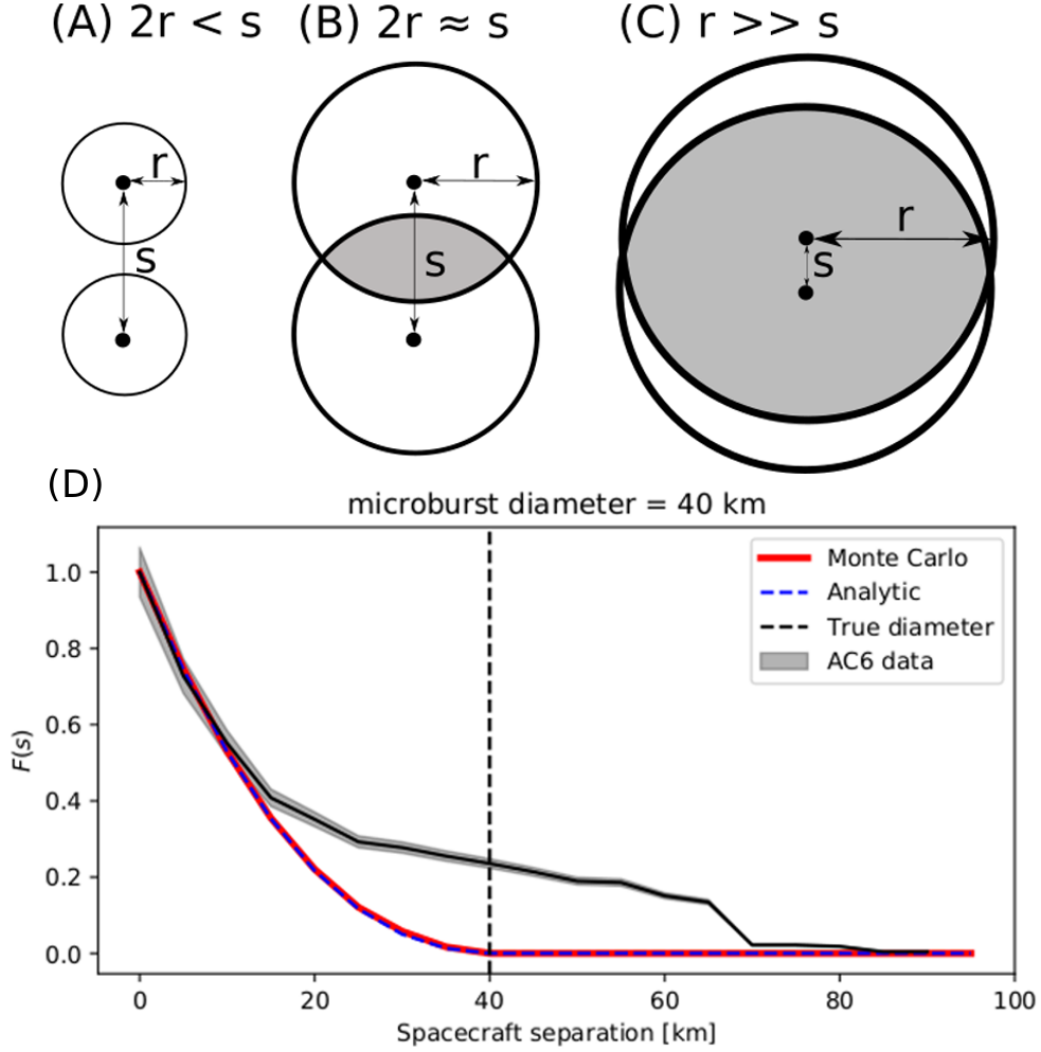 (A) 2r < s (B) 2r ≈ s (C) r >> s
r r r
s s s
(D)
microburst diameter = 40 km
Monte Carlo
Analytic
True diameter
AC6 data
F(s)
1.0
0.8
0.6
0.4
0.2
0.0
0 20 40 60 80 100
Spacecraft separation [km]